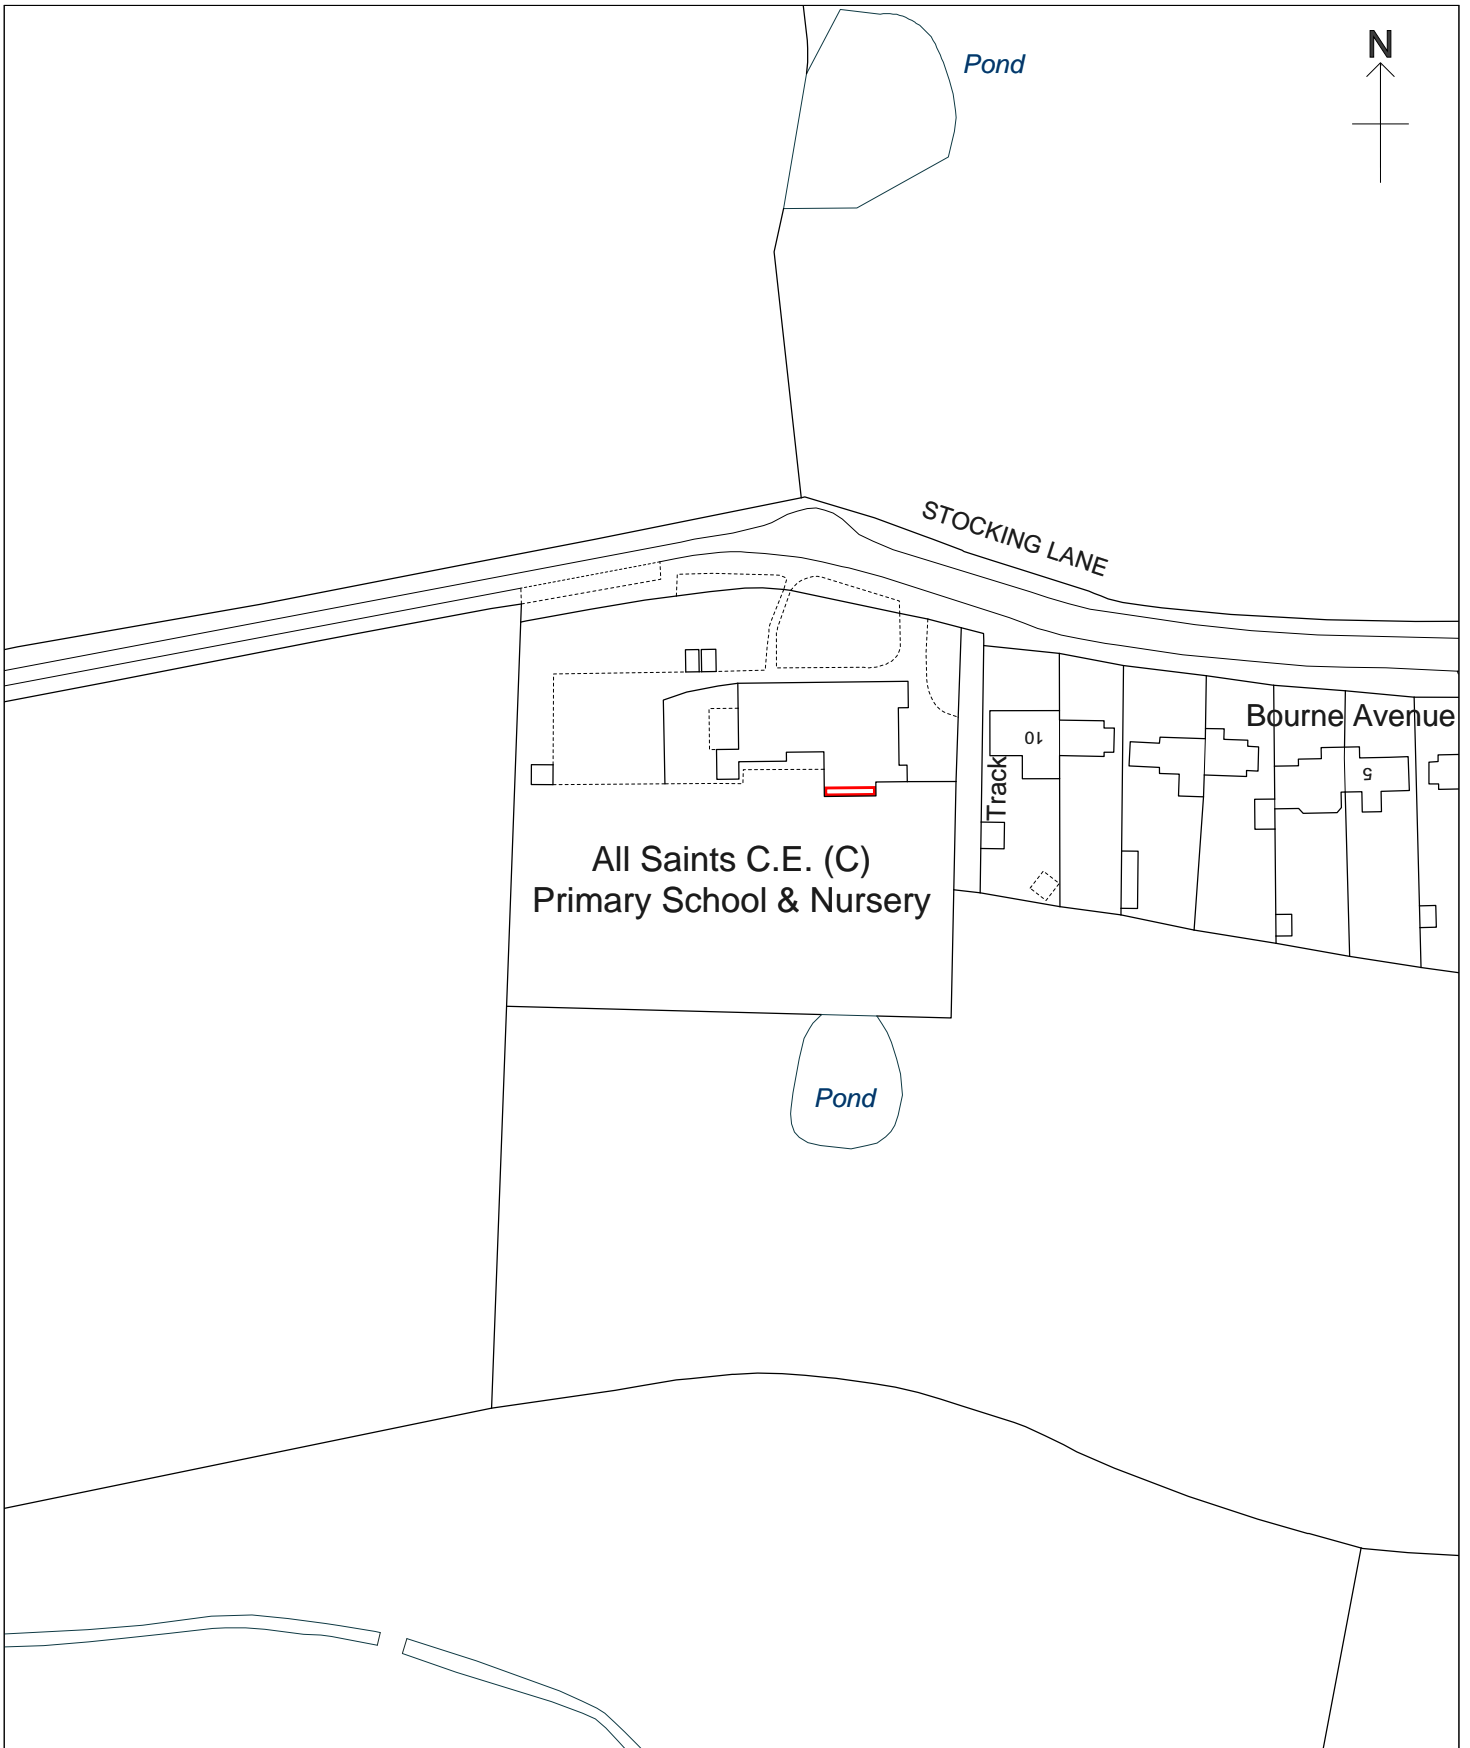 N
Pond
STOCKING LANE
Bourne Avenue
10
5
Track
All Saints C.E. (C)
Primary School & Nursery
Pond